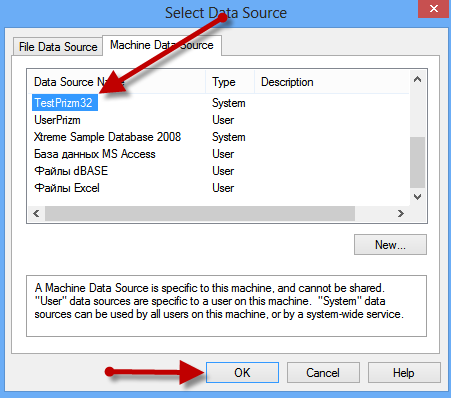 Select Data Source
File Data Source Machine Data Source
Data Source Name Type Description
TestPrizm32 System
UserPrizm User
Xtreme Sample Database 2008 System
База данных MS Access User
Файлы dBASE User
Файлы Excel User
New...
A Machine Data Source is specific to this machine, and cannot be shared.
"User" data sources are specific to a user on this machine. "System" data
sources can be used by all users on this machine, or by a system-wide service.
OK Cancel Help